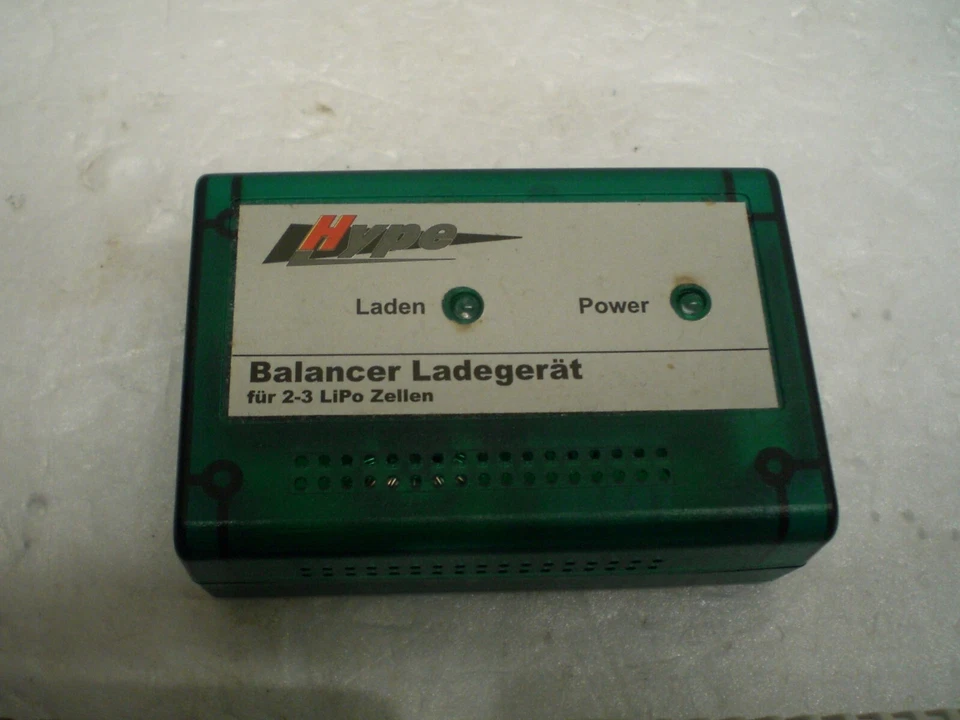 Hype
Laden
Power
Balancer Ladegerät
für 2-3 LiPo Zellen